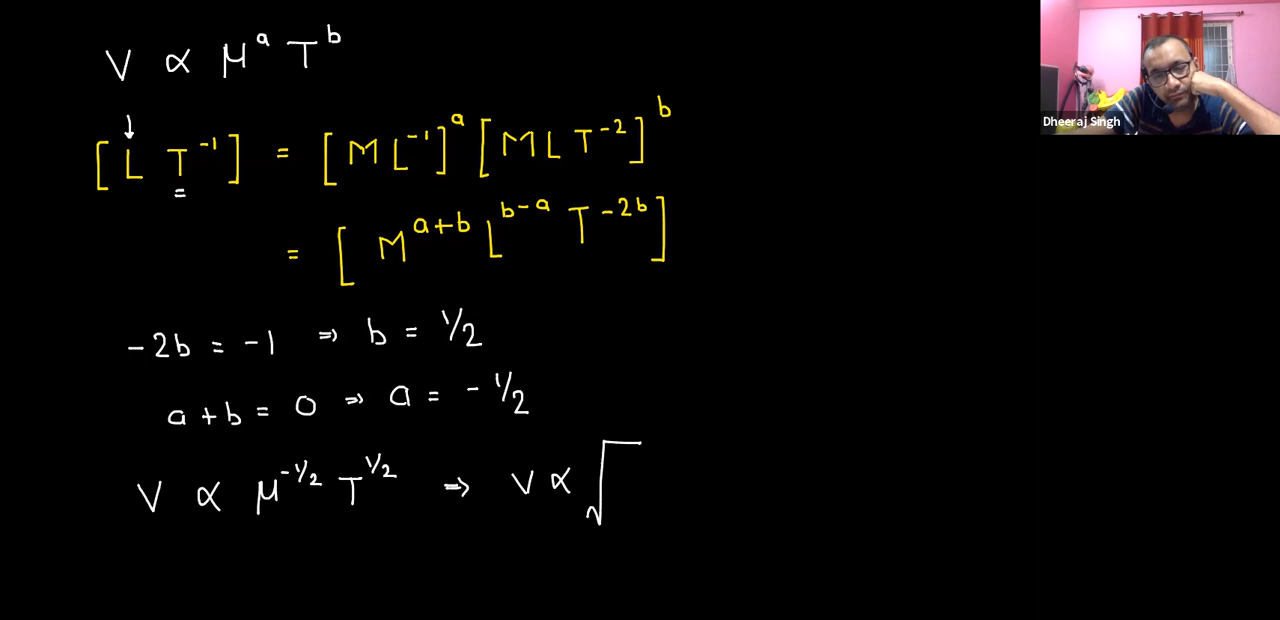 V ∝ μ^a T^b
[L T^-1] = [M L^-1]^a [M L T^-2]^b
= [M^a+b L^b-a T^-2b]
-2b = -1 ⇒ b = 1/2
a + b = 0 ⇒ a = -1/2
V ∝ μ^-1/2 T^1/2 ⇒ V ∝ √
Dheeraj Singh